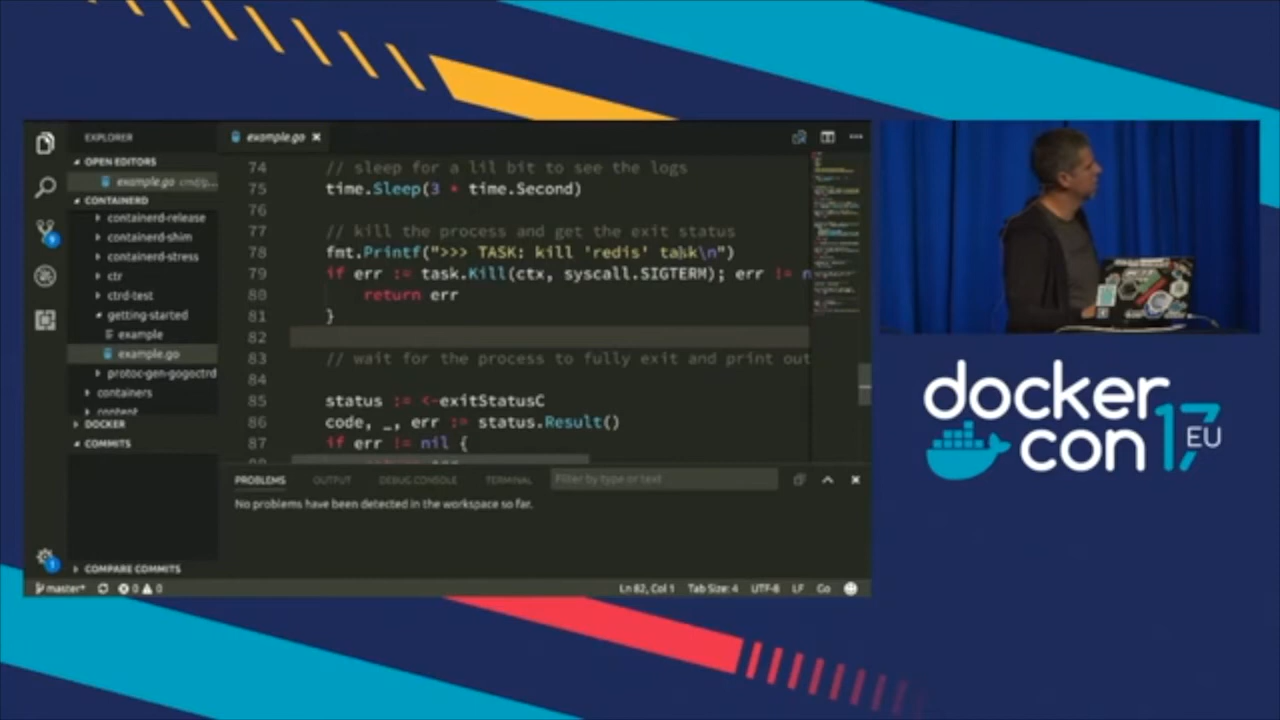 EXPLORER
OPEN EDITORS
example.go cmd/p...
CONTAINERD
containerd-release
containerd-shim
containerd-stress
ctr
ctrd-test
getting-started
example
example.go
protoc-gen-gogoctrd
containers
content
DOCKER
COMMITS
COMPARE COMMITS
example.go
74 // sleep for a lil bit to see the logs
75 time.Sleep(3 * time.Second)
76
77 // kill the process and get the exit status
78 fmt.Printf(">>> TASK: kill 'redis' task\n")
79 if err := task.Kill(ctx, syscall.SIGTERM); err != n
80 return err
81 }
82
83 // wait for the process to fully exit and print out
84
85 status := <-exitStatusC
86 code, _, err := status.Result()
87 if err != nil {
PROBLEMS OUTPUT DEBUG CONSOLE TERMINAL Filter by type or text
No problems have been detected in the workspace so far.
master* 0 0 Ln 82, Col 1 Tab Size: 4 UTF-8 LF Go
docker
con 17 EU